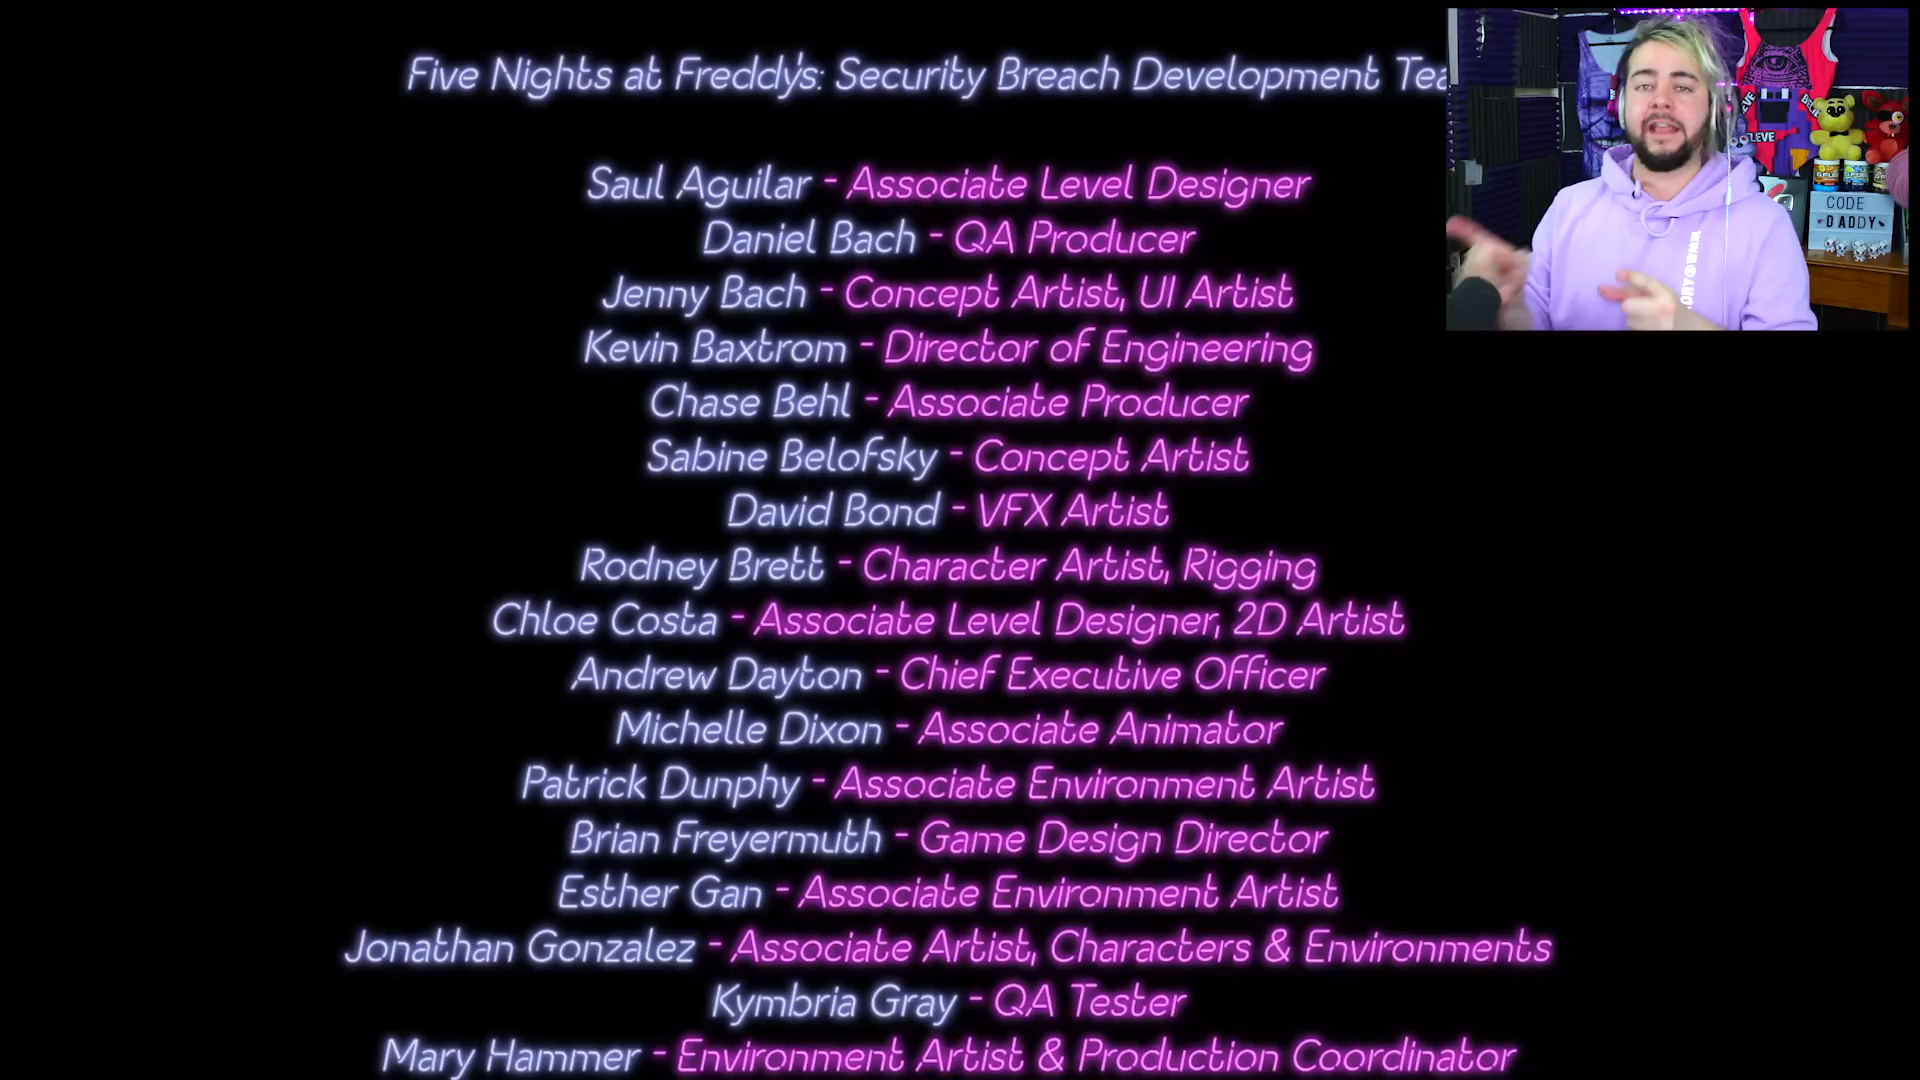 Five Nights at Freddy's: Security Breach Development Tea
Saul Aguilar - Associate Level Designer
Daniel Bach - QA Producer
Jenny Bach - Concept Artist, UI Artist
Kevin Baxtrom - Director of Engineering
Chase Behl - Associate Producer
Sabine Belofsky - Concept Artist
David Bond - VFX Artist
Rodney Brett - Character Artist, Rigging
Chloe Costa - Associate Level Designer, 2D Artist
Andrew Dayton - Chief Executive Officer
Michelle Dixon - Associate Animator
Patrick Dunphy - Associate Environment Artist
Brian Freyermuth - Game Design Director
Esther Gan - Associate Environment Artist
Jonathan Gonzalez - Associate Artist, Characters & Environments
Kymbria Gray - QA Tester
Mary Hammer - Environment Artist & Production Coordinator
CODE
DADDY